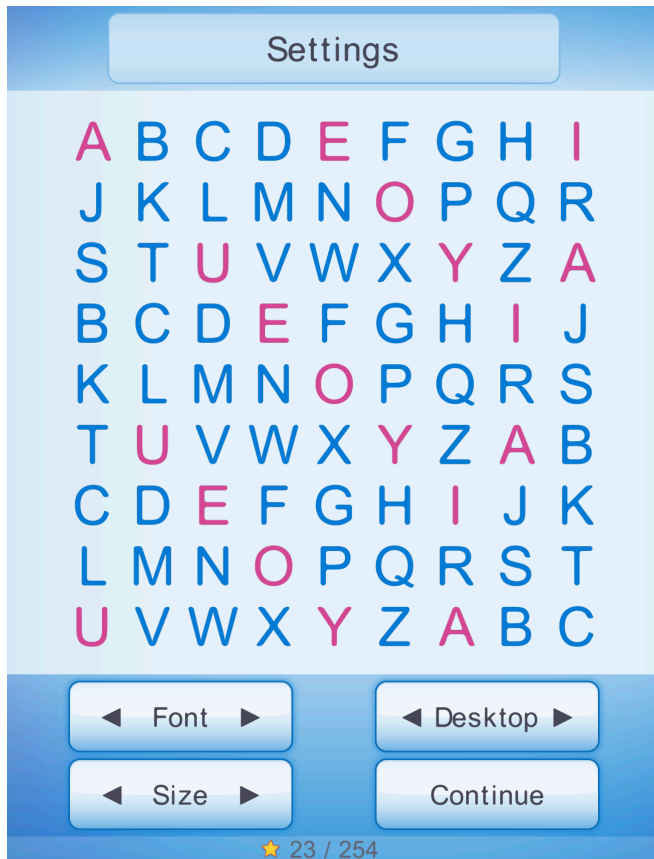 Settings
A B C D E F G H I
J K L M N O P Q R
S T U V W X Y Z A
B C D E F G H I J
K L M N O P Q R S
T U V W X Y Z A B
C D E F G H I J K
L M N O P Q R S T
U V W X Y Z A B C
◄ Font ► ◄ Desktop ►
◄ Size ► Continue
23 / 254